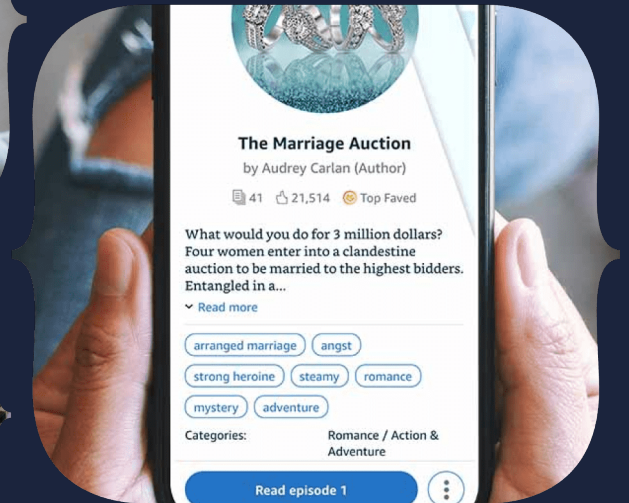 The Marriage Auction
by Audrey Carlan (Author)
41 21,514 Top Faved
What would you do for 3 million dollars?
Four women enter into a clandestine
auction to be married to the highest bidders.
Entangled in a...
Read more
arranged marriage angst
strong heroine steamy romance
mystery adventure
Categories: Romance / Action &
Adventure
Read episode 1